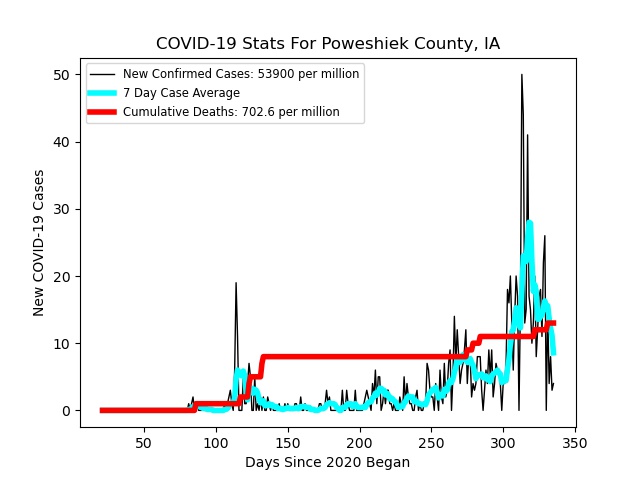 COVID-19 Stats For Poweshiek County, IA
New Confirmed Cases: 53900 per million
7 Day Case Average
Cumulative Deaths: 702.6 per million
New COVID-19 Cases
50
40
30
20
10
0
50 100 150 200 250 300 350
Days Since 2020 Began